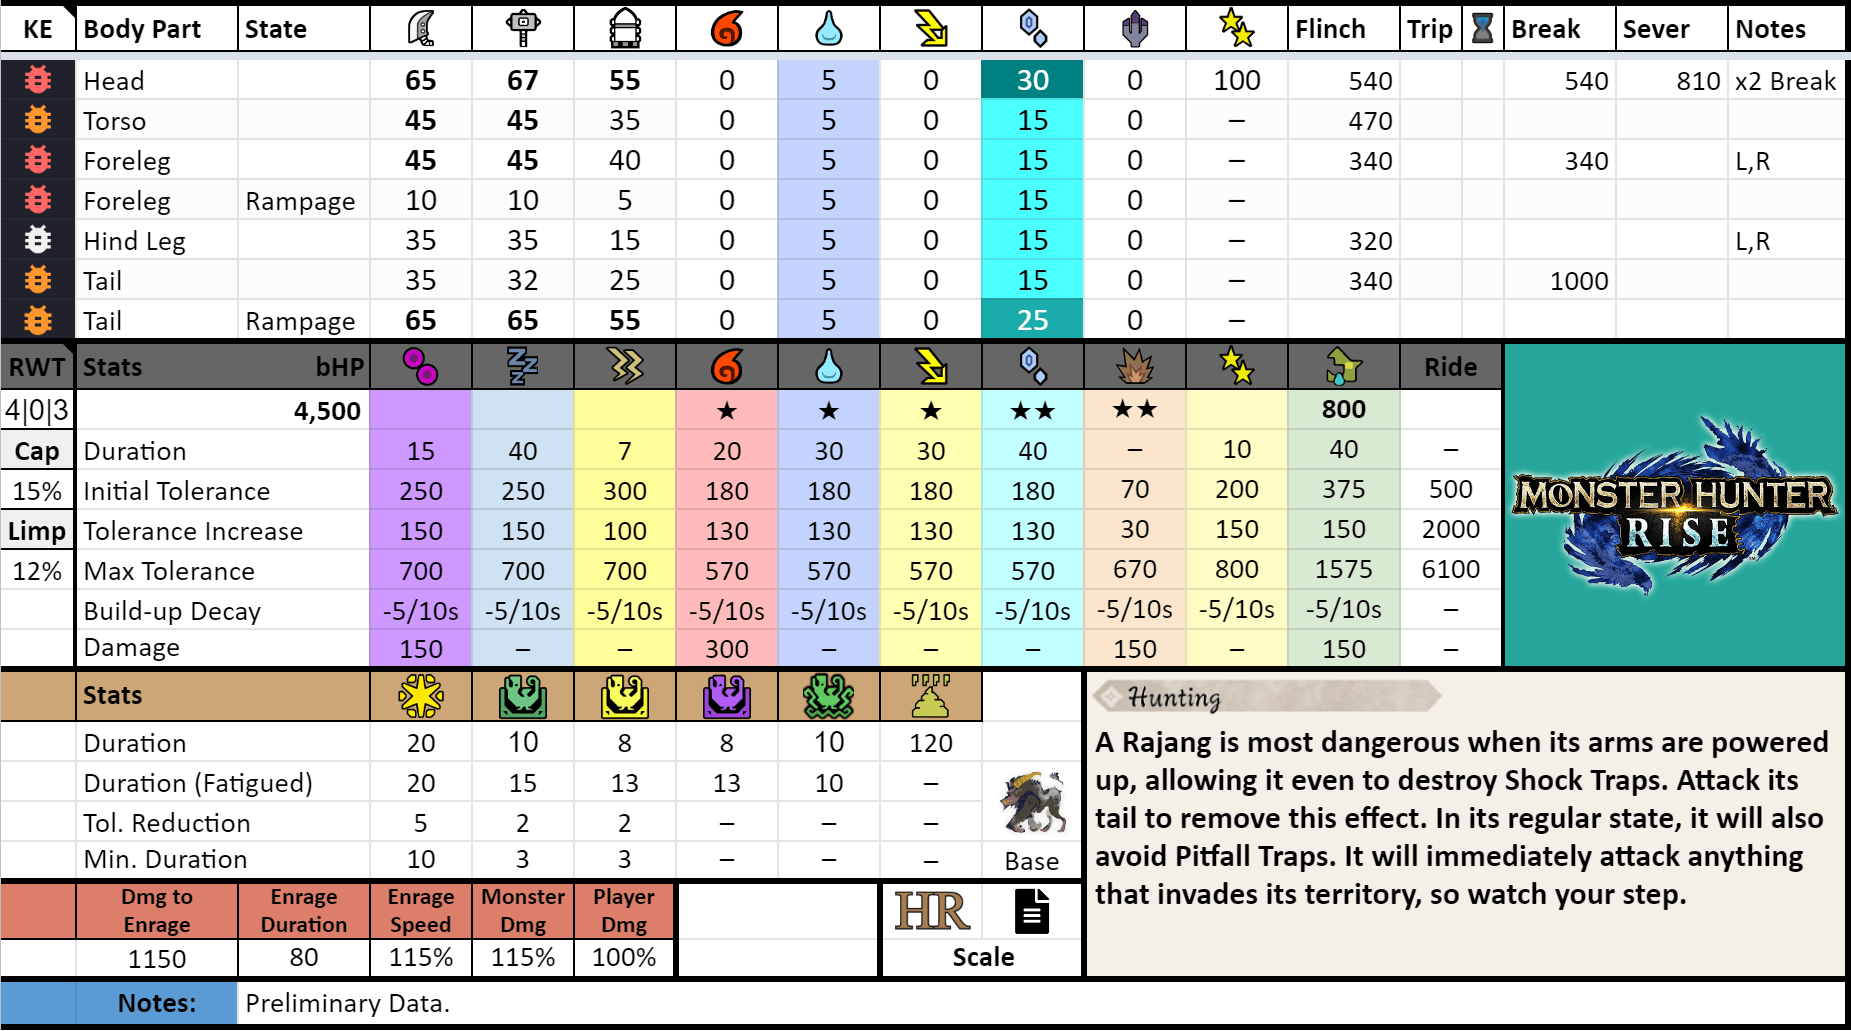 KE Body Part State Flinch Trip Break Sever Notes
Head 65 67 55 0 5 0 30 0 100 540 540 810 x2 Break
Torso 45 45 35 0 5 0 15 0 – 470
Foreleg 45 45 40 0 5 0 15 0 – 340 340 L,R
Foreleg Rampage 10 10 5 0 5 0 15 0 –
Hind Leg 35 35 15 0 5 0 15 0 – 320 L,R
Tail 35 32 25 0 5 0 15 0 – 340 1000
Tail Rampage 65 65 55 0 5 0 25 0 –
RWT Stats bHP Ride
4|0|3 4,500 ★ ★ ★ ★★ ★★ 800
Cap Duration 15 40 7 20 30 30 40 – 10 40 –
15% Initial Tolerance 250 250 300 180 180 180 180 70 200 375 500
Limp Tolerance Increase 150 150 100 130 130 130 130 30 150 150 2000
12% Max Tolerance 700 700 700 570 570 570 570 670 800 1575 6100
Build-up Decay -5/10s -5/10s -5/10s -5/10s -5/10s -5/10s -5/10s -5/10s -5/10s -5/10s –
Damage 150 – – 300 – – – 150 – 150 –
MONSTER HUNTER
RISE
Stats
Duration 20 10 8 8 10 120
Duration (Fatigued) 20 15 13 13 10 –
Tol. Reduction 5 2 2 – – –
Min. Duration 10 3 3 – – – Base
Hunting
A Rajang is most dangerous when its arms are powered
up, allowing it even to destroy Shock Traps. Attack its
tail to remove this effect. In its regular state, it will also
avoid Pitfall Traps. It will immediately attack anything
that invades its territory, so watch your step.
Dmg to Enrage Enrage Monster Player
Enrage Duration Speed Dmg Dmg
HR
1150 80 115% 115% 100% Scale
Notes: Preliminary Data.